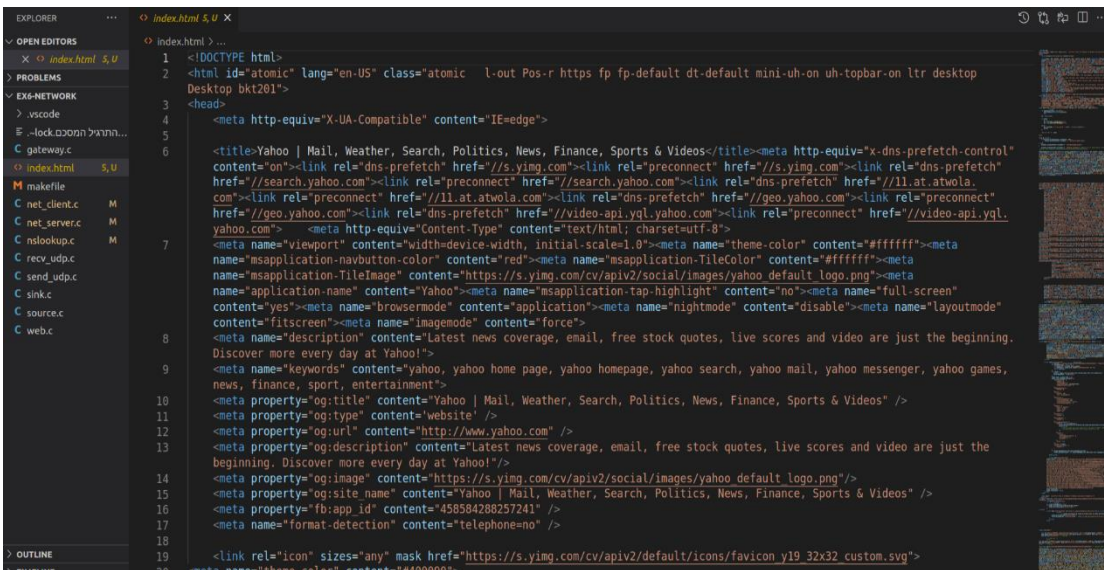 EXPLORER ···
OPEN EDITORS
index.html 5, U
PROBLEMS
EX6-NETWORK
.vscode
.~lock.התרגיל המסכם...
gateway.c
index.html 5, U
makefile
net_client.c M
net_server.c M
nslookup.c M
recv_udp.c
send_udp.c
sink.c
source.c
web.c
OUTLINE
index.html 5, U
index.html > ...
1 <!DOCTYPE html>
2 <html id="atomic" lang="en-US" class="atomic l-out Pos-r https fp fp-default dt-default mini-uh-on uh-topbar-on ltr desktop
Desktop bkt201">
3 <head>
4 <meta http-equiv="X-UA-Compatible" content="IE=edge">
5
6 <title>Yahoo | Mail, Weather, Search, Politics, News, Finance, Sports & Videos</title><meta http-equiv="x-dns-prefetch-control"
content="on"><link rel="dns-prefetch" href="//s.yimg.com"><link rel="preconnect" href="//s.yimg.com"><link rel="dns-prefetch"
href="//search.yahoo.com"><link rel="preconnect" href="//search.yahoo.com"><link rel="dns-prefetch" href="//11.at.atwola.
com"><link rel="preconnect" href="//11.at.atwola.com"><link rel="dns-prefetch" href="//geo.yahoo.com"><link rel="preconnect"
href="//geo.yahoo.com"><link rel="dns-prefetch" href="//video-api.yql.yahoo.com"><link rel="preconnect" href="//video-api.yql.
yahoo.com"> <meta http-equiv="Content-Type" content="text/html; charset=utf-8">
7 <meta name="viewport" content="width=device-width, initial-scale=1.0"><meta name="theme-color" content="#ffffff"><meta
name="msapplication-navbutton-color" content="red"><meta name="msapplication-TileColor" content="#ffffff"><meta
name="msapplication-TileImage" content="https://s.yimg.com/cv/apiv2/social/images/yahoo_default_logo.png"><meta
name="application-name" content="Yahoo"><meta name="msapplication-tap-highlight" content="no"><meta name="full-screen"
content="yes"><meta name="browsermode" content="application"><meta name="nightmode" content="disable"><meta name="layoutmode"
content="fitscreen"><meta name="imagemode" content="force">
8 <meta name="description" content="Latest news coverage, email, free stock quotes, live scores and video are just the beginning.
Discover more every day at Yahoo!">
9 <meta name="keywords" content="yahoo, yahoo home page, yahoo homepage, yahoo search, yahoo mail, yahoo messenger, yahoo games,
news, finance, sport, entertainment">
10 <meta property="og:title" content="Yahoo | Mail, Weather, Search, Politics, News, Finance, Sports & Videos" />
11 <meta property="og:type" content='website' />
12 <meta property="og:url" content="http://www.yahoo.com" />
13 <meta property="og:description" content="Latest news coverage, email, free stock quotes, live scores and video are just the
beginning. Discover more every day at Yahoo!"/>
14 <meta property="og:image" content="https://s.yimg.com/cv/apiv2/social/images/yahoo_default_logo.png"/>
15 <meta property="og:site_name" content="Yahoo | Mail, Weather, Search, Politics, News, Finance, Sports & Videos" />
16 <meta property="fb:app_id" content="458584288257241" />
17 <meta name="format-detection" content="telephone=no" />
18
19 <link rel="icon" sizes="any" mask href="https://s.yimg.com/cv/apiv2/default/icons/favicon_y19_32x32_custom.svg">